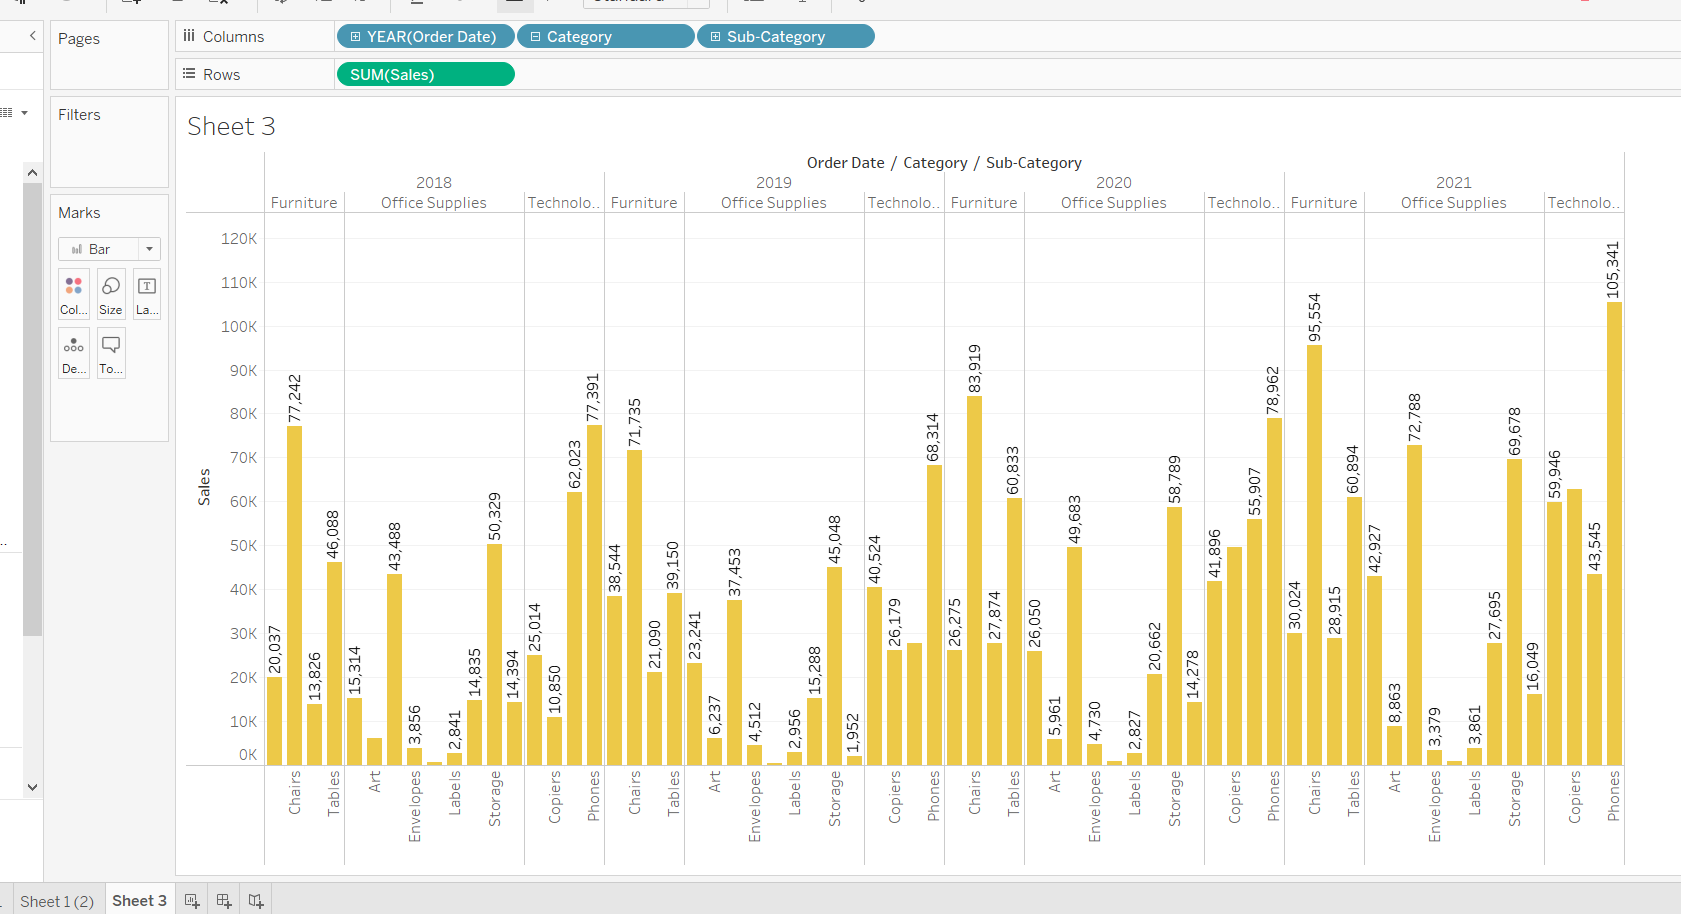 Pages
Columns
YEAR(Order Date)
Category
Sub-Category
Rows
SUM(Sales)
Filters
Marks
Bar
Col...
Size
La...
De...
To...
Sheet 3
Order Date / Category / Sub-Category
2018 2019 2020 2021
Furniture Office Supplies Technolo.. Furniture Office Supplies Technolo.. Furniture Office Supplies Technolo.. Furniture Office Supplies Technolo..
Sales
120K
110K
100K
90K
80K
70K
60K
50K
40K
30K
20K
10K
0K
20,037
77,242
13,826
46,088
15,314
43,488
3,856
2,841
14,835
50,329
14,394
25,014
10,850
62,023
77,391
38,544
71,735
21,090
39,150
23,241
6,237
37,453
4,512
2,956
15,288
45,048
1,952
40,524
26,179
68,314
26,275
83,919
27,874
60,833
26,050
5,961
49,683
4,730
2,827
20,662
58,789
14,278
41,896
55,907
78,962
30,024
95,554
28,915
60,894
42,927
8,863
72,788
3,379
3,861
27,695
69,678
16,049
59,946
43,545
105,341
Chairs
Tables
Art
Envelopes
Labels
Storage
Copiers
Phones
Chairs
Tables
Art
Envelopes
Labels
Storage
Copiers
Phones
Chairs
Tables
Art
Envelopes
Labels
Storage
Copiers
Phones
Chairs
Tables
Art
Envelopes
Labels
Storage
Copiers
Phones
Sheet 1 (2)
Sheet 3